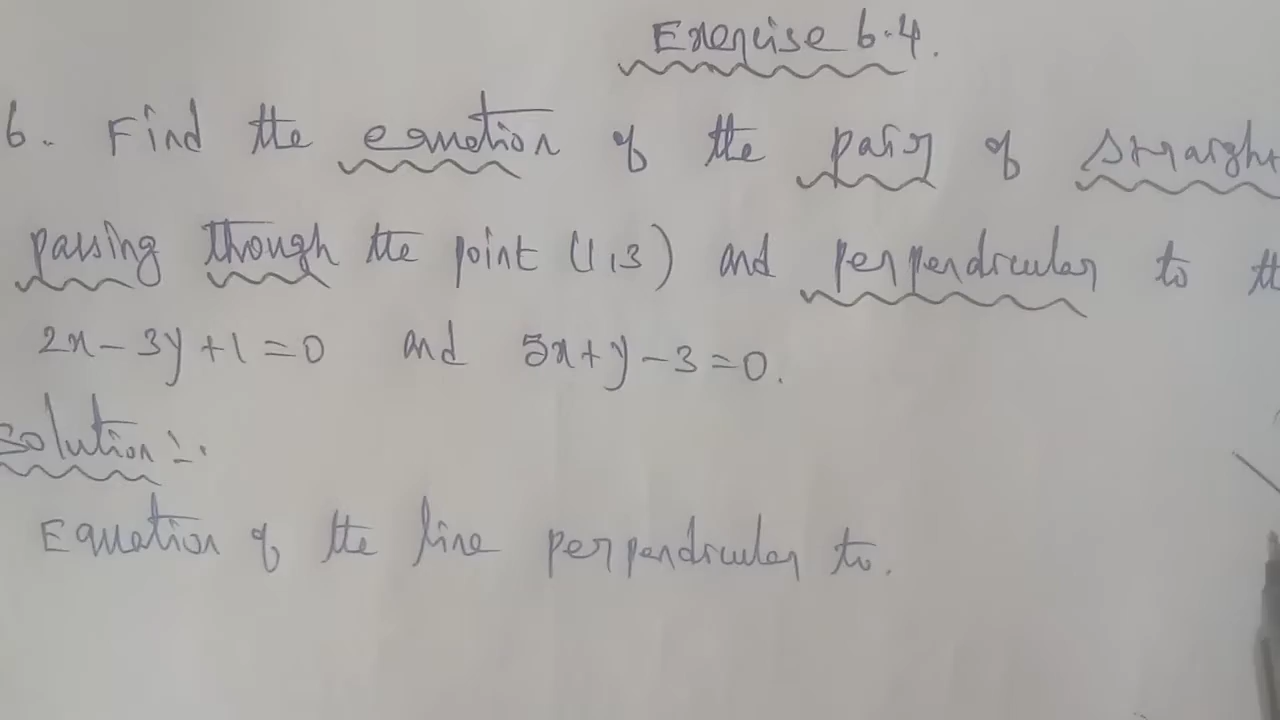 Exercise 6.4.
6. Find the equation of the pair of straight
passing though the point (1,3) and perpendicular to th
2x - 3y + 1 = 0 and 5x + y - 3 = 0.
Solution :-
Equation of the line perpendicular to.